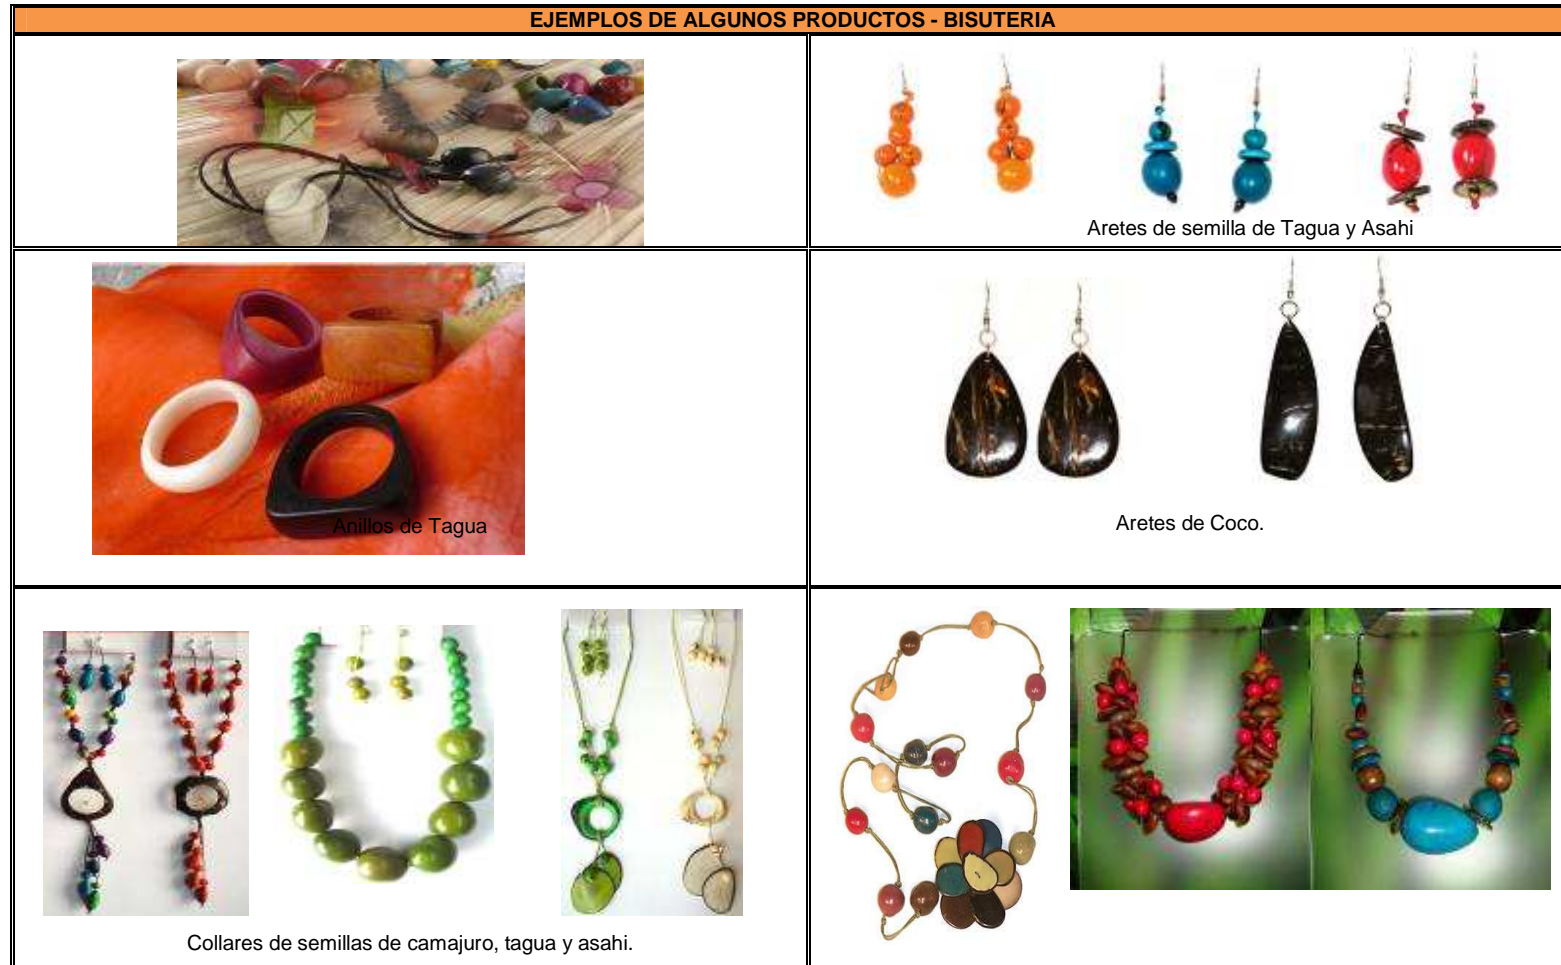 EJEMPLOS DE ALGUNOS PRODUCTOS - BISUTERIA
Aretes de semilla de Tagua y Asahi
Anillos de Tagua
Aretes de Coco.
Collares de semillas de camajuro, tagua y asahi.